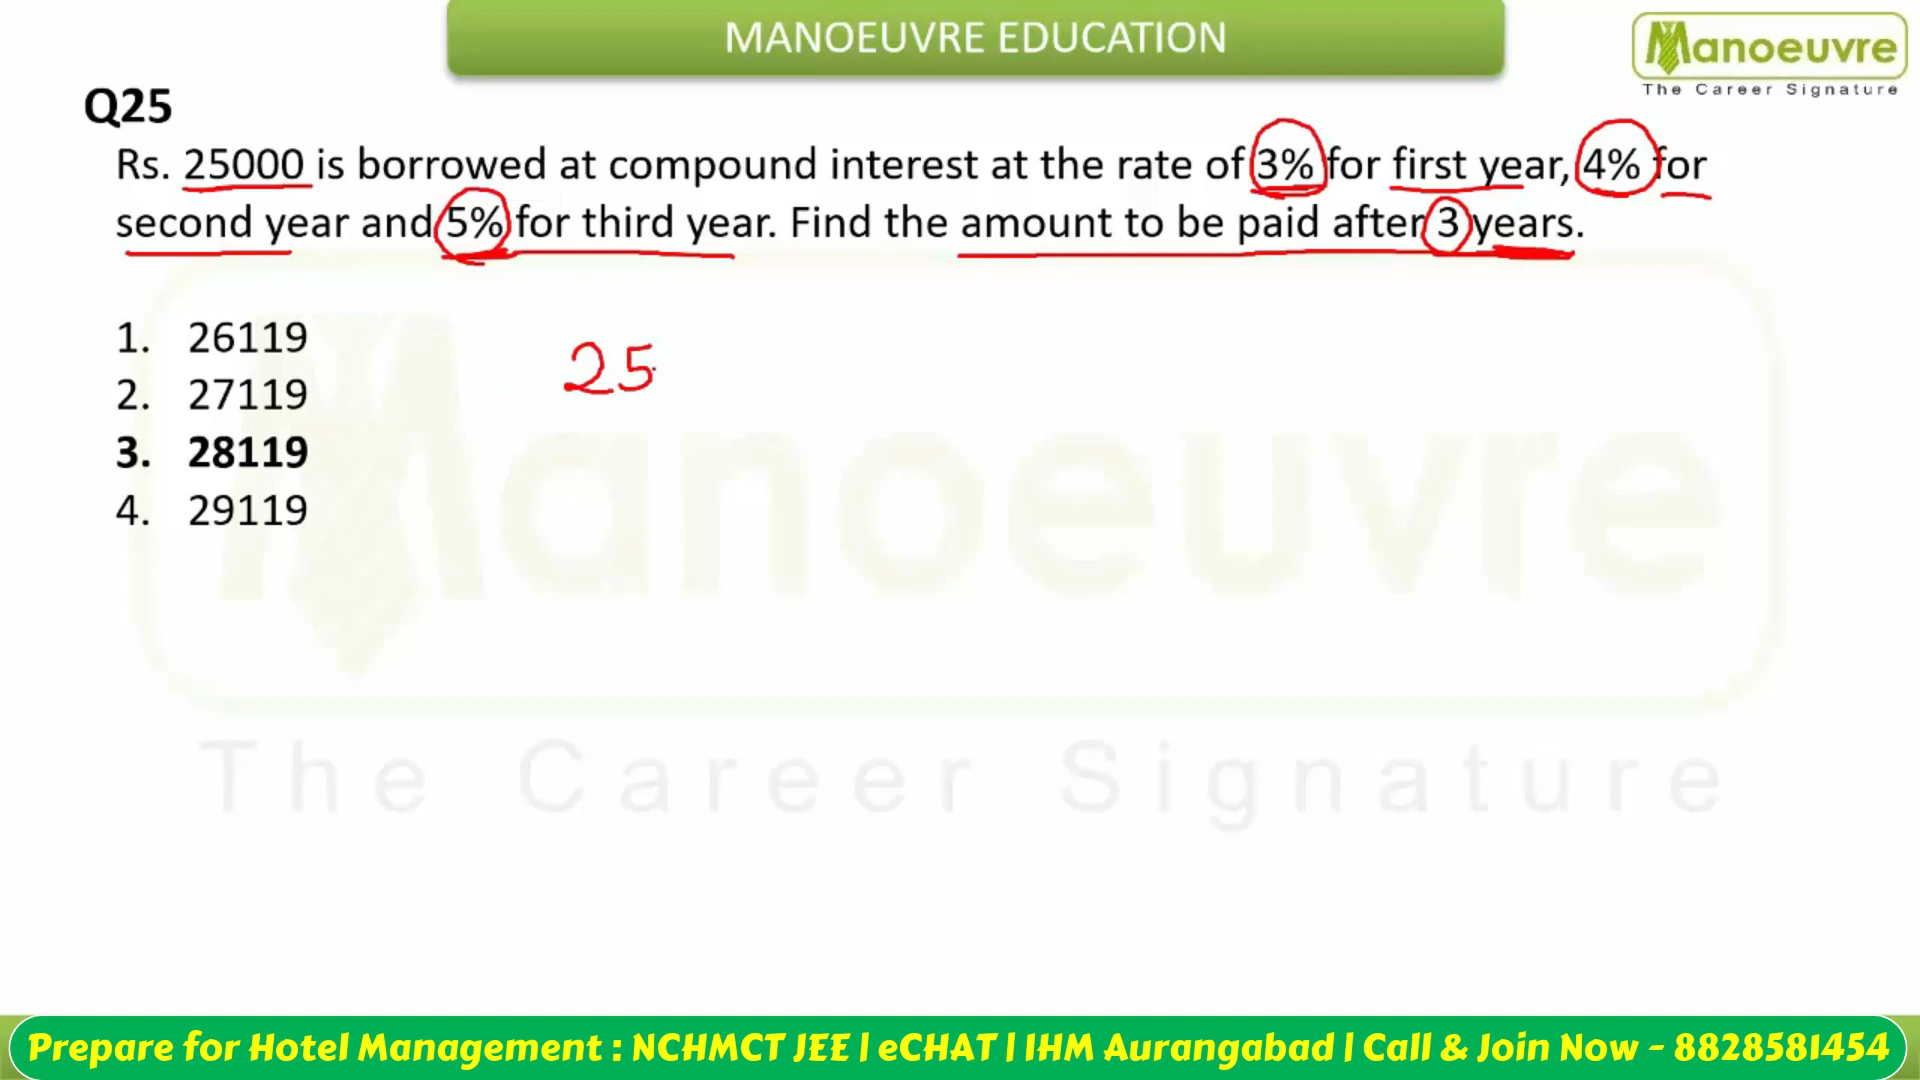 MANOEUVRE EDUCATION
Manoeuvre
The Career Signature
Q25
Rs. 25000 is borrowed at compound interest at the rate of 3% for first year, 4% for
second year and 5% for third year. Find the amount to be paid after 3 years.
1. 26119
25
2. 27119
3. 28119
4. 29119
Manoeuvre
The Career Signature
Prepare for Hotel Management : NCHMCT JEE | eCHAT | IHM Aurangabad | Call & Join Now - 8828581454